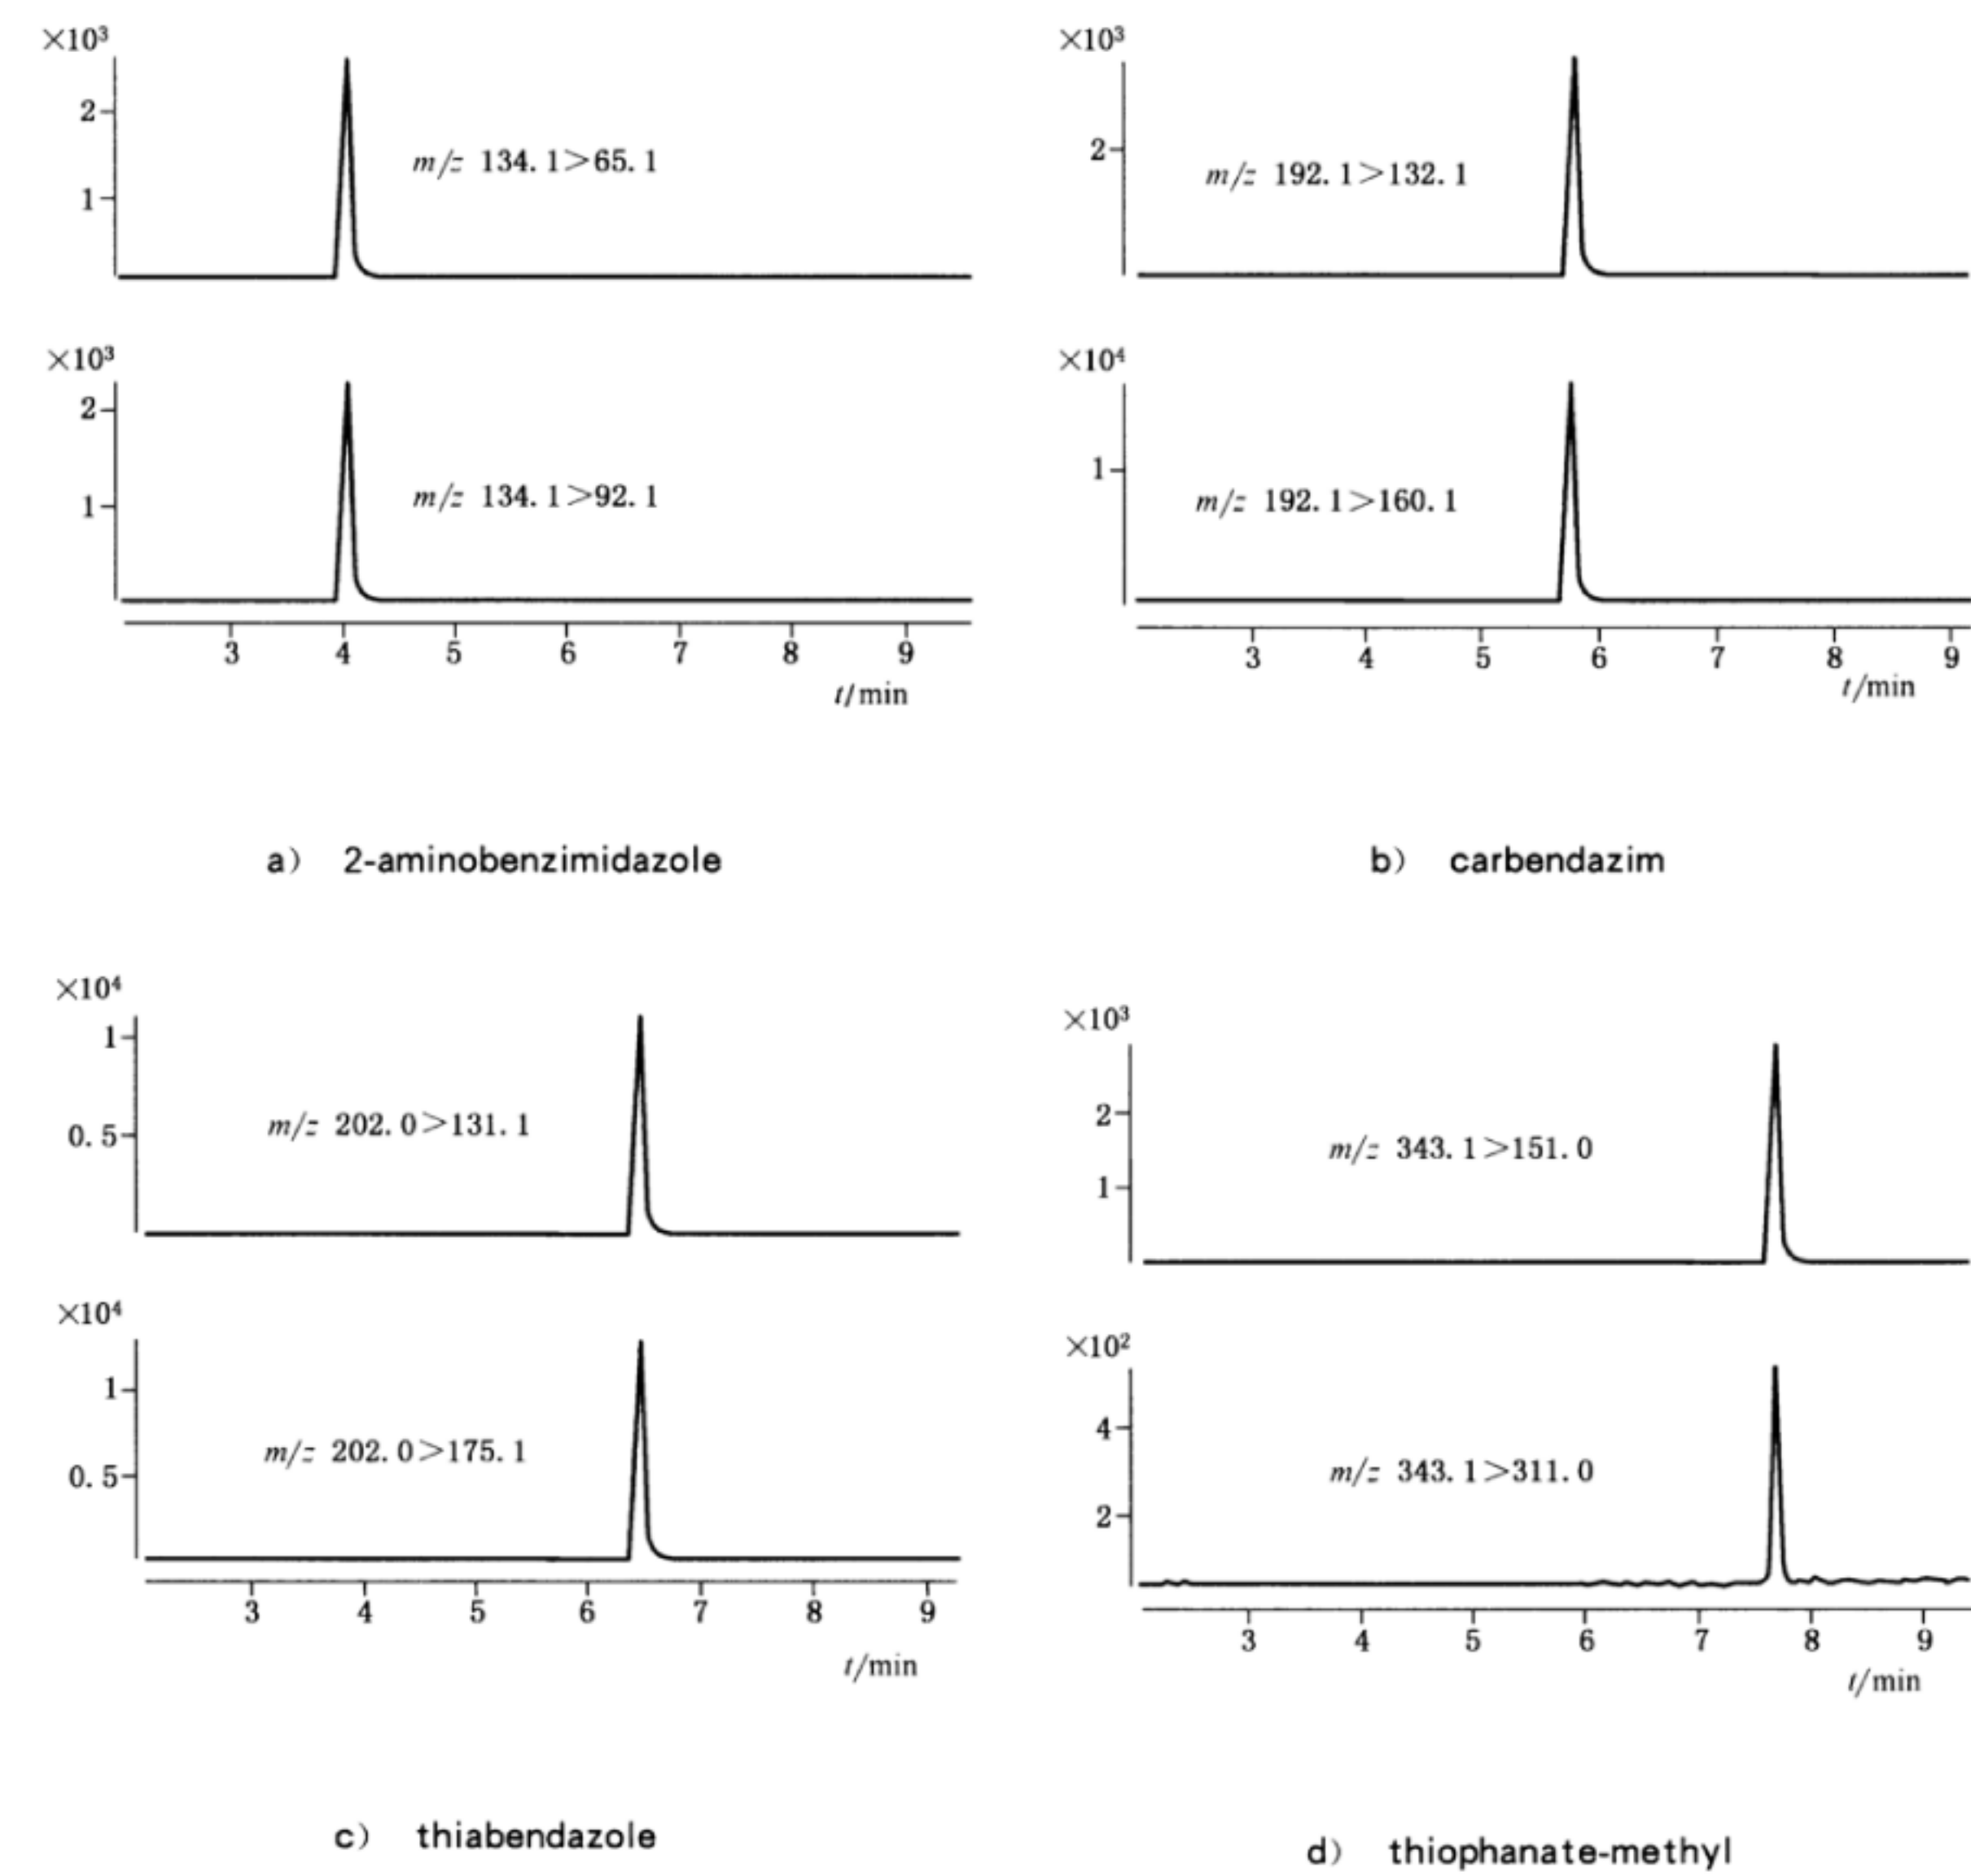 ×10³
2
1
m/z 134.1>65.1
×10³
2
1
m/z 134.1>92.1
3 4 5 6 7 8 9
t/min
a) 2-aminobenzimidazole
×10³
2
m/z 192.1>132.1
×10⁴
1
m/z 192.1>160.1
3 4 5 6 7 8 9
t/min
b) carbendazim
×10⁴
1
0.5
m/z 202.0>131.1
×10⁴
1
0.5
m/z 202.0>175.1
3 4 5 6 7 8 9
t/min
c) thiabendazole
×10³
2
1
m/z 343.1>151.0
×10²
4
2
m/z 343.1>311.0
3 4 5 6 7 8 9
t/min
d) thiophanate-methyl